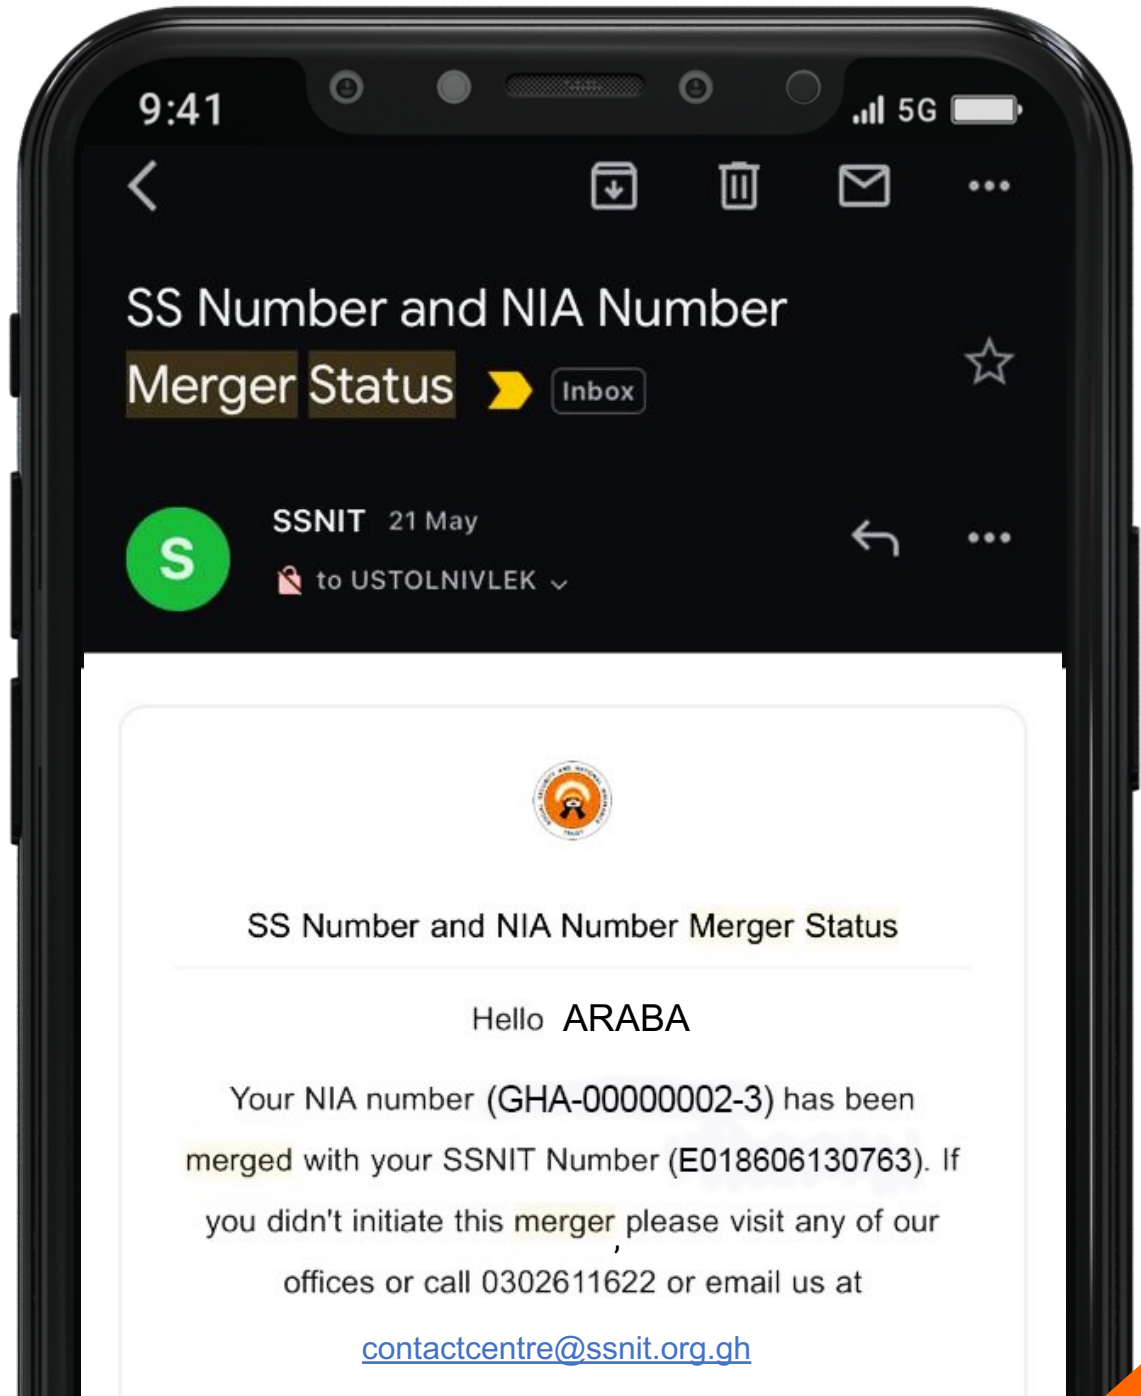 9:41
5G
SS Number and NIA Number
Merger Status Inbox
S
SSNIT 21 May
to USTOLNIVLEK
SS Number and NIA Number Merger Status
Hello ARABA
Your NIA number (GHA-00000002-3) has been
merged with your SSNIT Number (E018606130763). If
you didn't initiate this merger, please visit any of our
offices or call 0302611622 or email us at
contactcentre@ssnit.org.gh